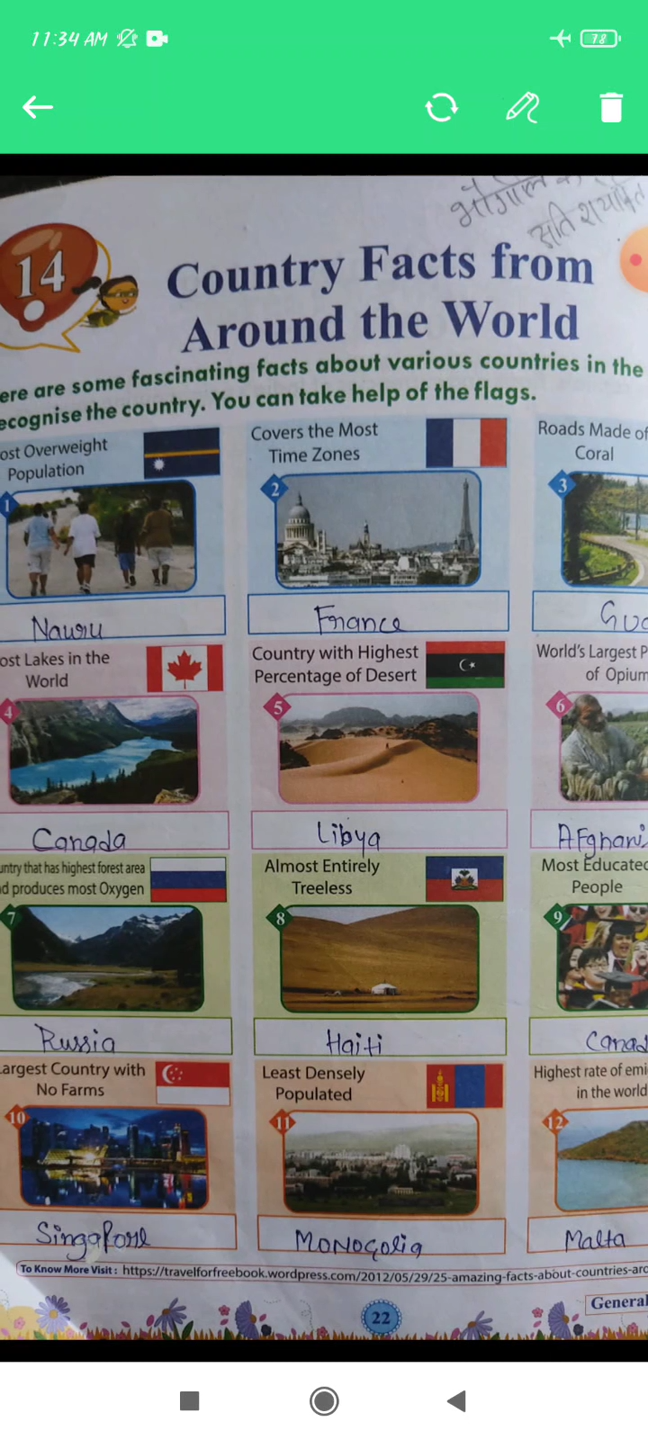 11:34 AM
78
भौगोल
अतिशयोक्ति
14
Country Facts from
Around the World
ere are some fascinating facts about various countries in the
ecognise the country. You can take help of the flags.
ost Overweight
Population
1
Nauru
Covers the Most
Time Zones
2
France
Roads Made of
Coral
3
ost Lakes in the
World
4
Canada
Country with Highest
Percentage of Desert
5
Libya
World's Largest P
of Opium
6
Afghani
untry that has highest forest area
d produces most Oxygen
7
Russia
Almost Entirely
Treeless
8
Haiti
Most Educated
People
9
Canad
Largest Country with
No Farms
10
Singapore
Least Densely
Populated
11
MONOGolia
Highest rate of emi
in the world
12
Malta
To Know More Visit : https://travelforfreebook.wordpress.com/2012/05/29/25-amazing-facts-about-countries-aro
General
22